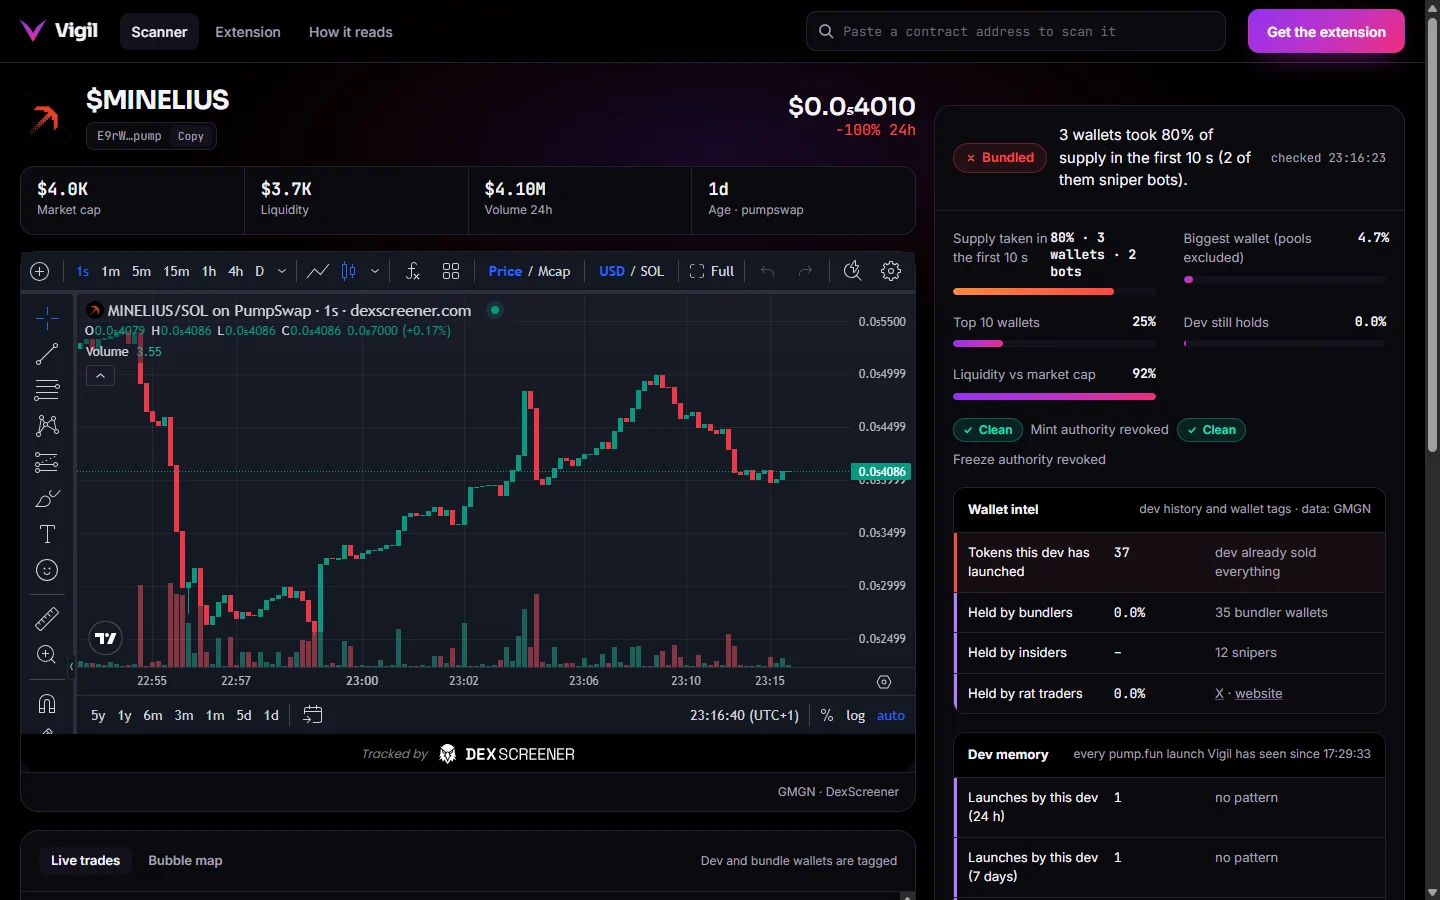 Vigil
Scanner
Extension
How it reads
Paste a contract address to scan it
Get the extension
$MINELIUS
E9rW…pump
Copy
$0.0₅4010
-100% 24h
$4.0K
Market cap
$3.7K
Liquidity
$4.10M
Volume 24h
1d
Age · pumpswap
1s 1m 5m 15m 1h 4h D
Price / Mcap
USD / SOL
Full
MINELIUS/SOL on PumpSwap · 1s · dexscreener.com
O0.0₅4079 H0.0₅4086 L0.0₅4086 C0.0₅4086 0.0₈7000 (+0.17%)
Volume 3.55
0.0₅5500
0.0₅4999
0.0₅4499
0.0₅4086
0.0₅3999
0.0₅3499
0.0₅2999
0.0₅2499
22:55 22:57 23:00 23:02 23:06 23:10 23:15
5y 1y 6m 3m 1m 5d 1d
23:16:40 (UTC+1)
% log auto
Tracked by DEX SCREENER
GMGN · DexScreener
Live trades
Bubble map
Dev and bundle wallets are tagged
× Bundled
3 wallets took 80% of
supply in the first 10 s (2 of
them sniper bots).
checked 23:16:23
Supply taken in
the first 10 s
80% · 3
wallets · 2
bots
Biggest wallet (pools
excluded)
4.7%
Top 10 wallets
25%
Dev still holds
0.0%
Liquidity vs market cap
92%
✓ Clean
Mint authority revoked
✓ Clean
Freeze authority revoked
Wallet intel
dev history and wallet tags · data: GMGN
Tokens this dev has
launched
37
dev already sold
everything
Held by bundlers
0.0%
35 bundler wallets
Held by insiders
–
12 snipers
Held by rat traders
0.0%
X · website
Dev memory
every pump.fun launch Vigil has seen since 17:29:33
Launches by this dev
(24 h)
1
no pattern
Launches by this dev
(7 days)
1
no pattern